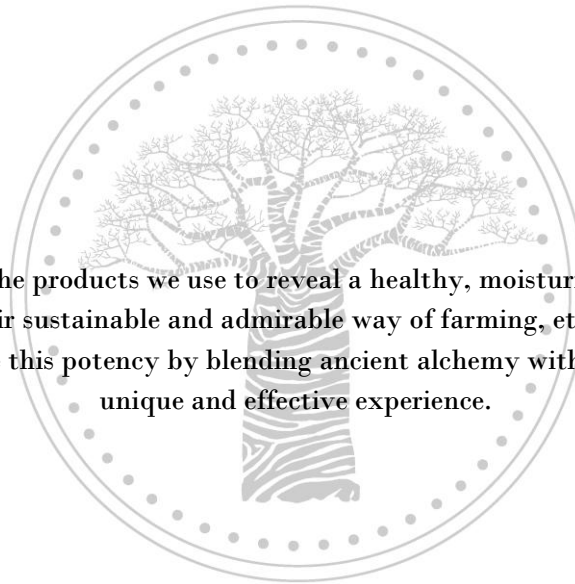 he products we use to reveal a healthy, moistur
ir sustainable and admirable way of farming, et
this potency by blending ancient alchemy with
unique and effective experience.